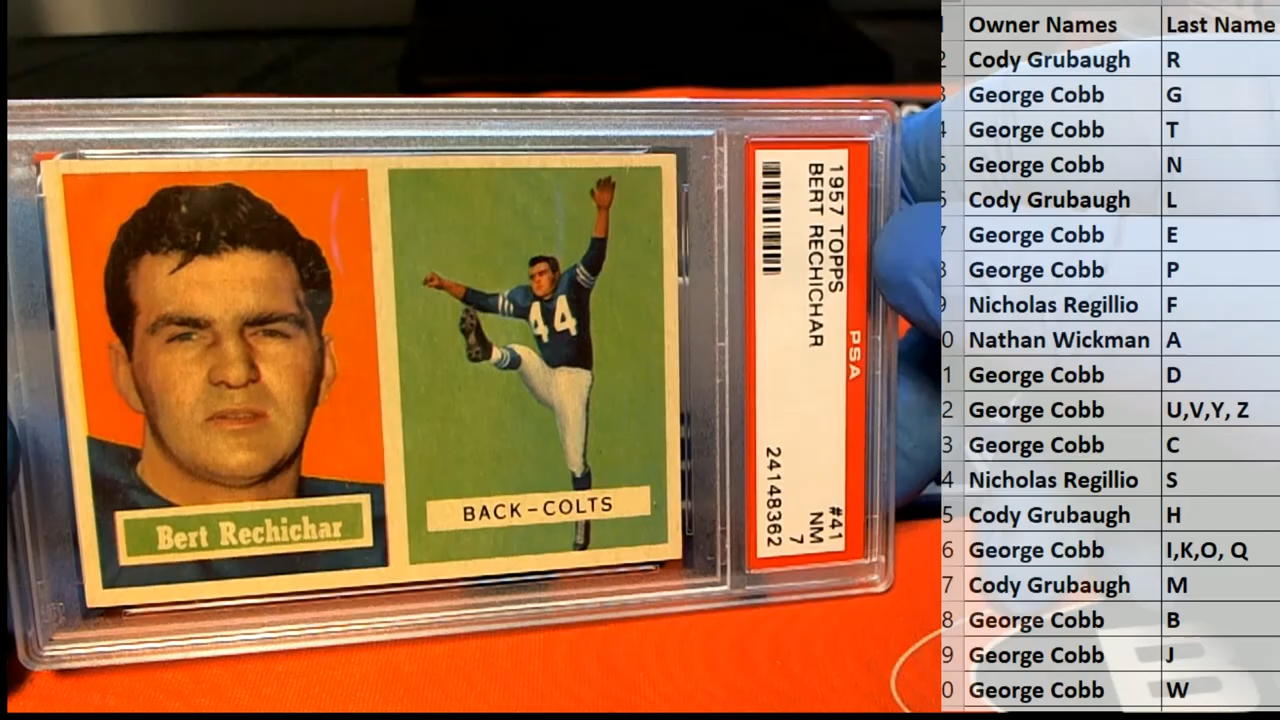 Bert Rechichar
44
BACK-COLTS
1957 TOPPS
BERT RECHICHAR
#41
NM
7
24148362
PSA
Owner Names Last Name
Cody Grubaugh R
George Cobb G
George Cobb T
George Cobb N
Cody Grubaugh L
George Cobb E
George Cobb P
Nicholas Regillio F
Nathan Wickman A
George Cobb D
George Cobb U,V,Y, Z
George Cobb C
Nicholas Regillio S
Cody Grubaugh H
George Cobb I,K,O, Q
Cody Grubaugh M
George Cobb B
George Cobb J
George Cobb W